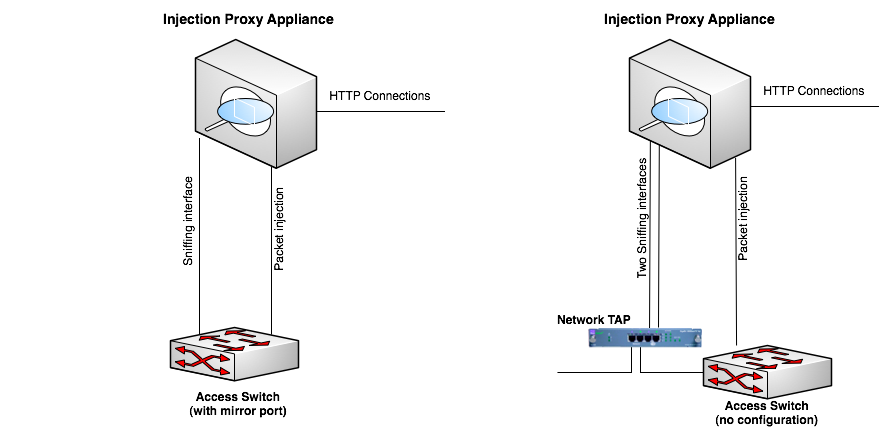 Injection Proxy Appliance
HTTP Connections
Sniffing interface
Packet injection
Access Switch
(with mirror port)
Injection Proxy Appliance
HTTP Connections
Two Sniffing interfaces
Packet injection
Network TAP
Access Switch
(no configuration)